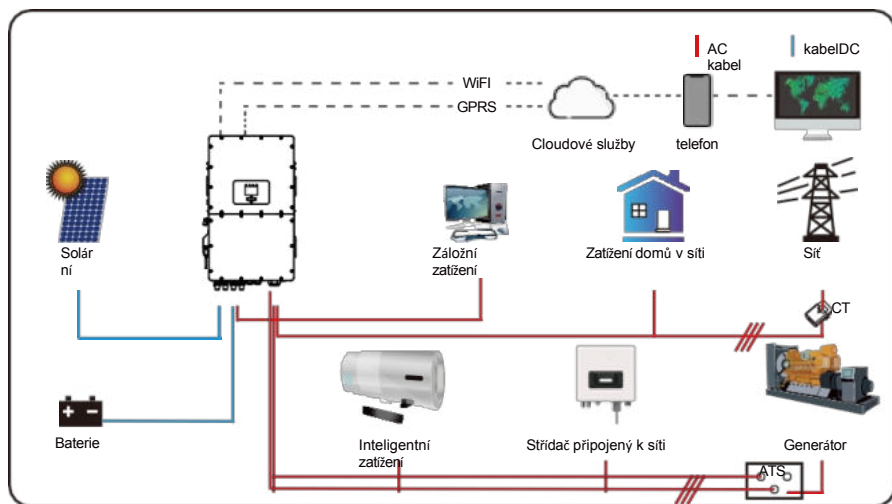 AC
kabel
kabelDC
WiFI
GPRS
Cloudové služby
telefon
Solár
ní
Záložní
zatížení
Zatížení domů v síti
Síť
CT
Baterie
Inteligentní
zatížení
Střídač připojený k síti
Generátor
ATS